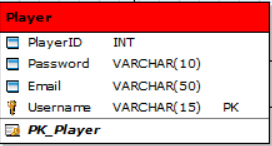 Player
PlayerID INT
Password VARCHAR(10)
Email VARCHAR(50)
Username VARCHAR(15) PK
PK_Player